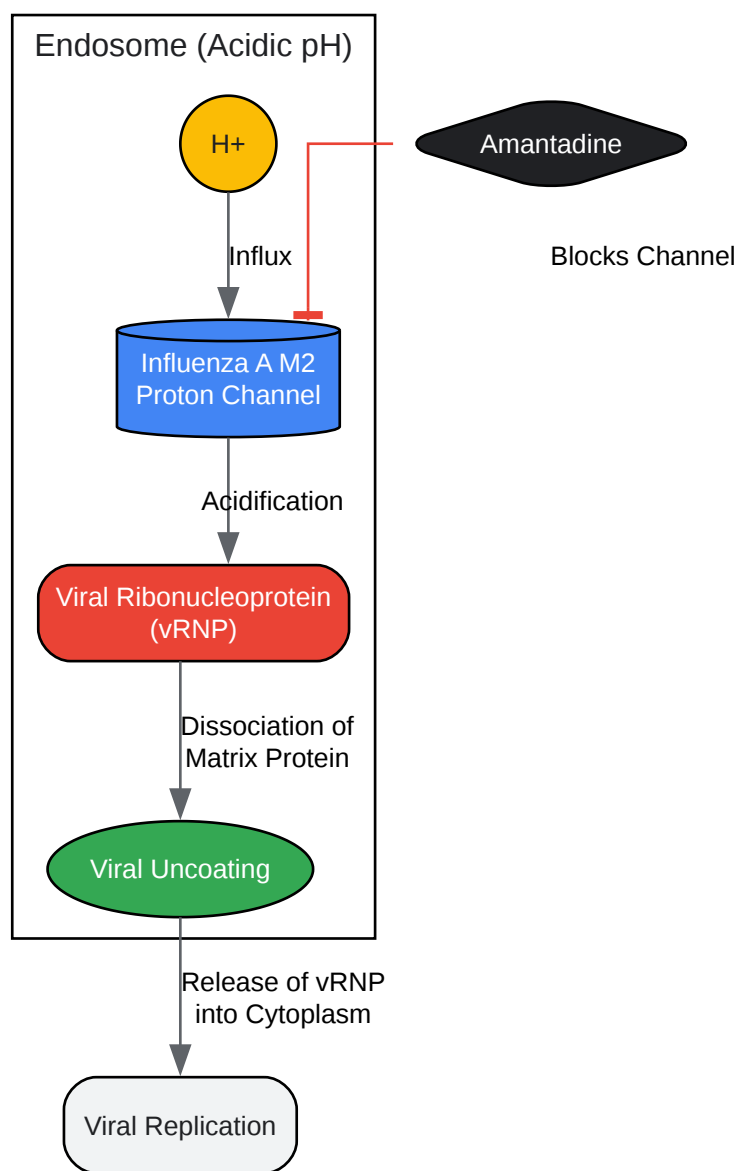 Endosome (Acidic pH)
H+
Amantadine
Influx
Blocks Channel
Influenza A M2
Proton Channel
Acidification
Viral Ribonucleoprotein
(vRNP)
Dissociation of
Matrix Protein
Viral Uncoating
Release of vRNP
into Cytoplasm
Viral Replication